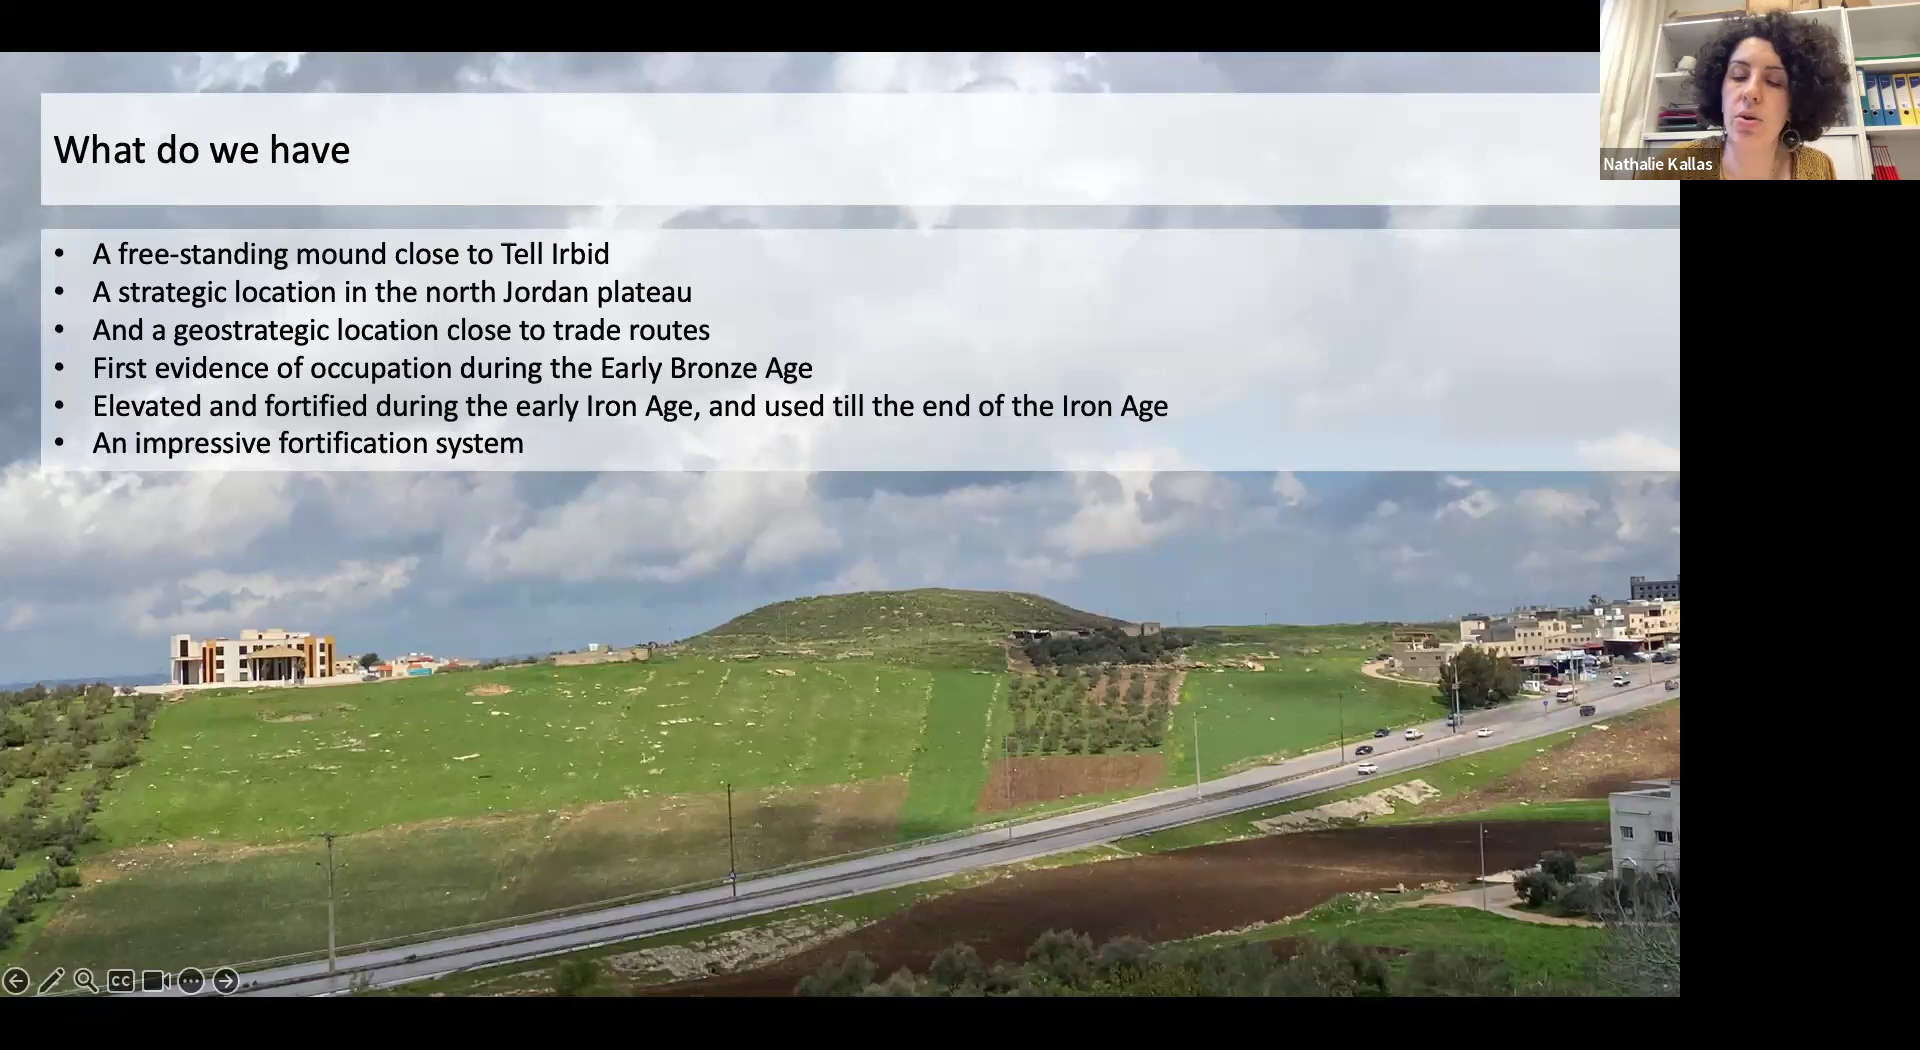 What do we have
• A free-standing mound close to Tell Irbid
• A strategic location in the north Jordan plateau
• And a geostrategic location close to trade routes
• First evidence of occupation during the Early Bronze Age
• Elevated and fortified during the early Iron Age, and used till the end of the Iron Age
• An impressive fortification system
Nathalie Kallas
CC